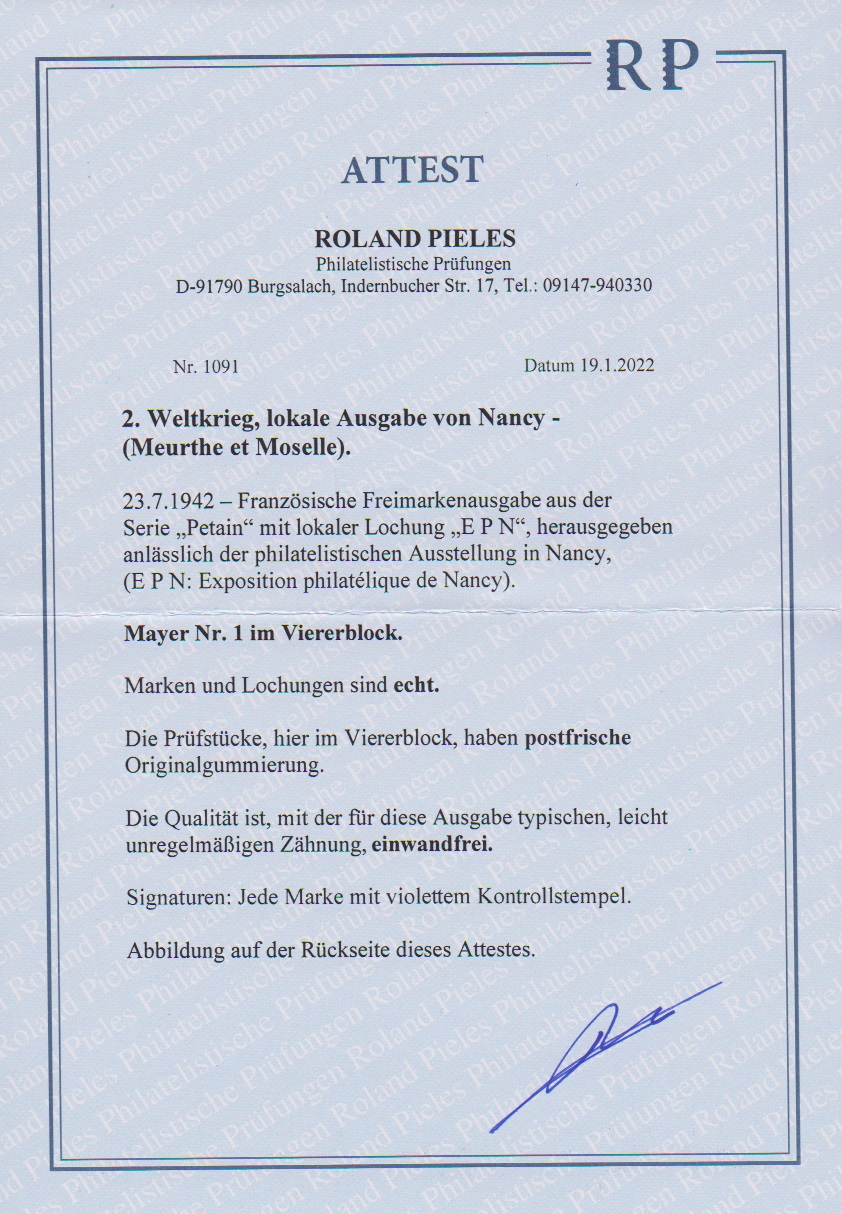 RP
ATTEST
ROLAND PIELES
Philatelistische Prüfungen
D-91790 Burgsalach, Indernbucher Str. 17, Tel.: 09147-940330
Nr. 1091 Datum 19.1.2022
2. Weltkrieg, lokale Ausgabe von Nancy -
(Meurthe et Moselle).
23.7.1942 – Französische Freimarkenausgabe aus der
Serie „Petain“ mit lokaler Lochung „E P N“, herausgegeben
anlässlich der philatelistischen Ausstellung in Nancy,
(E P N: Exposition philatélique de Nancy).
Mayer Nr. 1 im Viererblock.
Marken und Lochungen sind echt.
Die Prüfstücke, hier im Viererblock, haben postfrische
Originalgummierung.
Die Qualität ist, mit der für diese Ausgabe typischen, leicht
unregelmäßigen Zähnung, einwandfrei.
Signaturen: Jede Marke mit violettem Kontrollstempel.
Abbildung auf der Rückseite dieses Attestes.